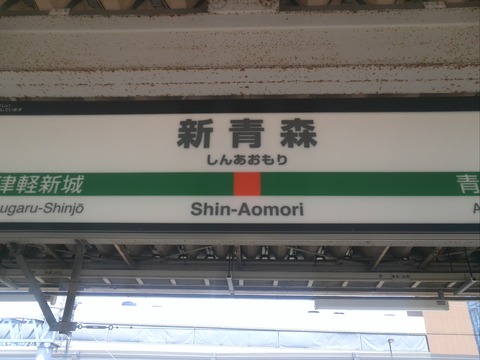 新青森
しんあおもり
津軽新城
青
ugaru-Shinjō
Shin-Aomori
A